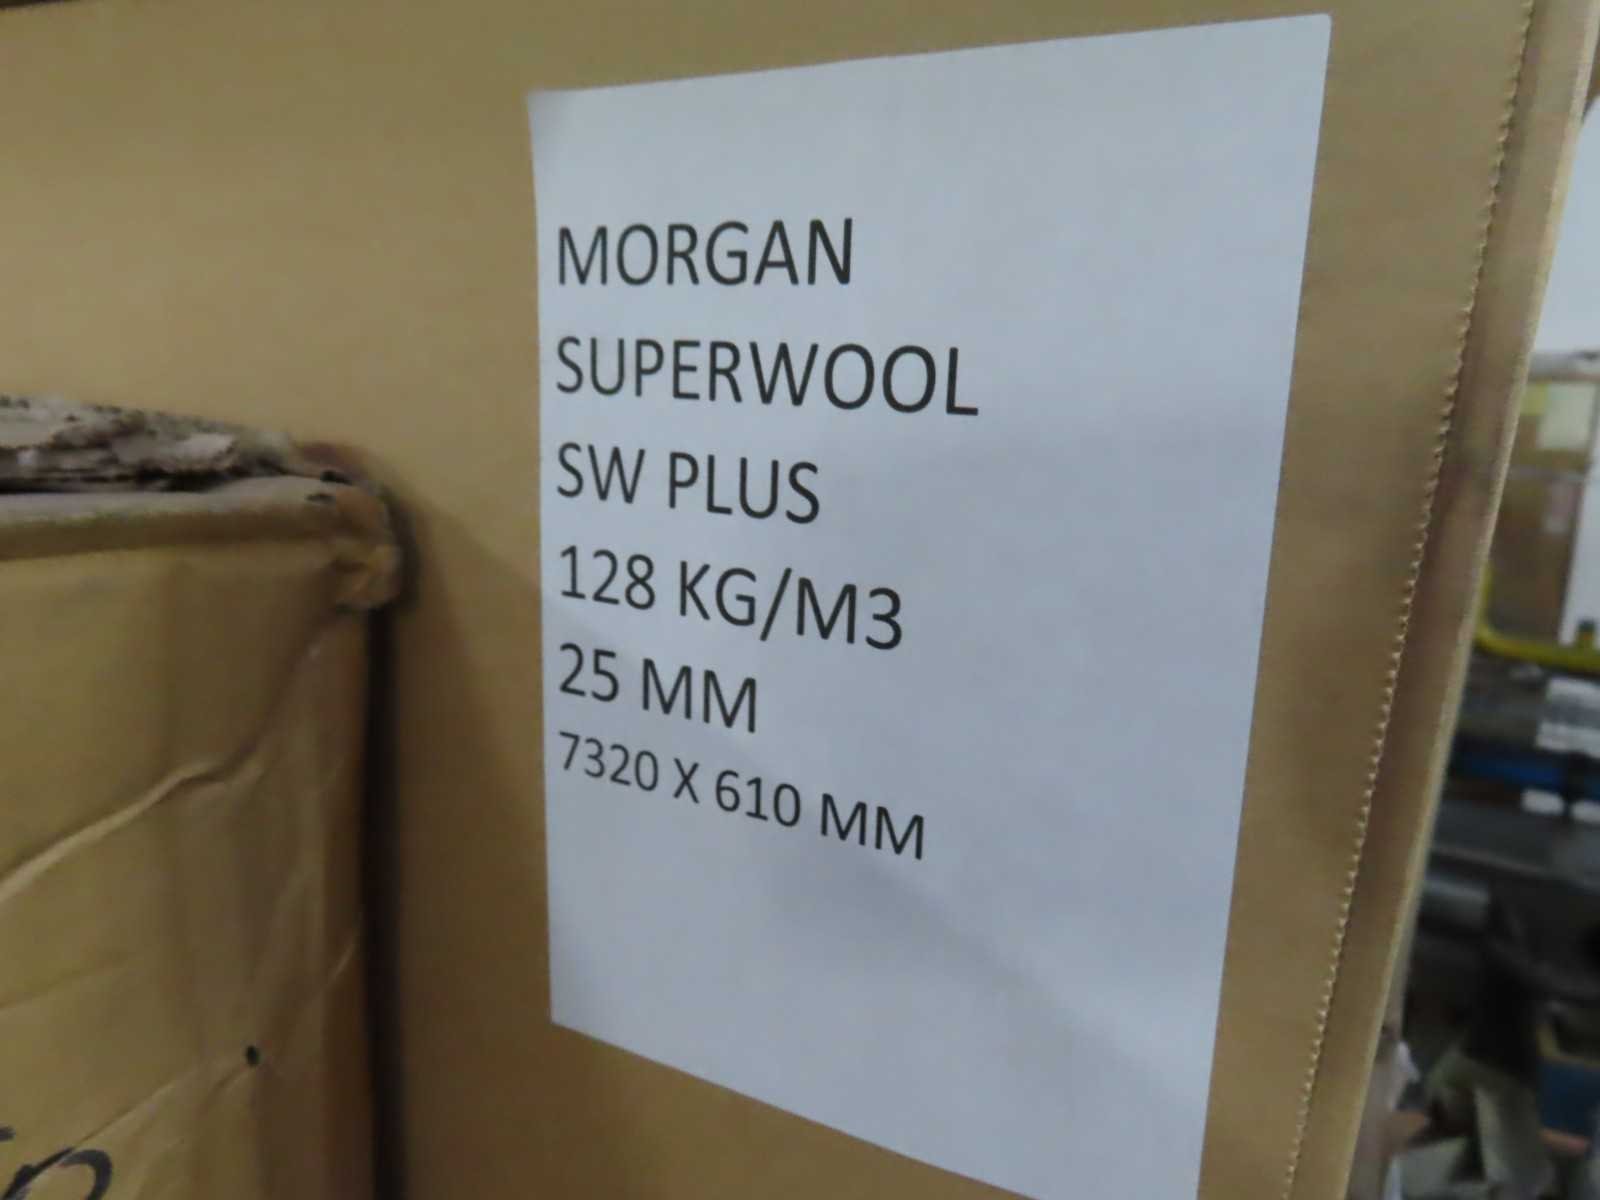 MORGAN
SUPERWOOL
SW PLUS
128 KG/M3
25 MM
7320 X 610 MM